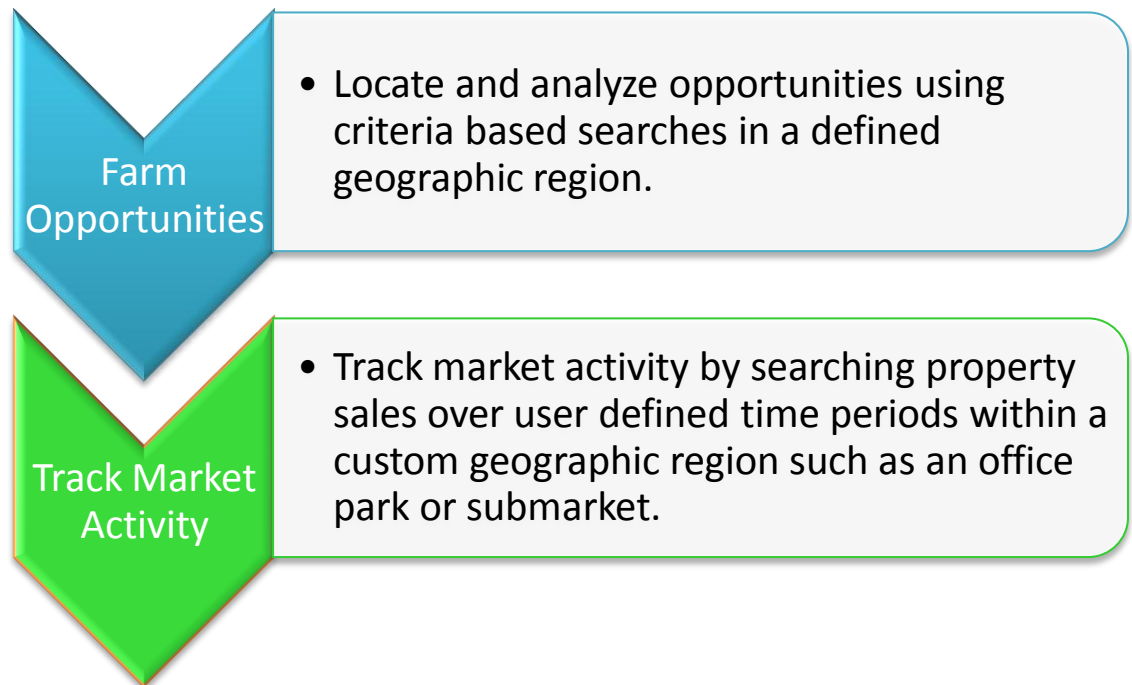 Farm
Opportunities
• Locate and analyze opportunities using
criteria based searches in a defined
geographic region.
Track Market
Activity
• Track market activity by searching property
sales over user defined time periods within a
custom geographic region such as an office
park or submarket.